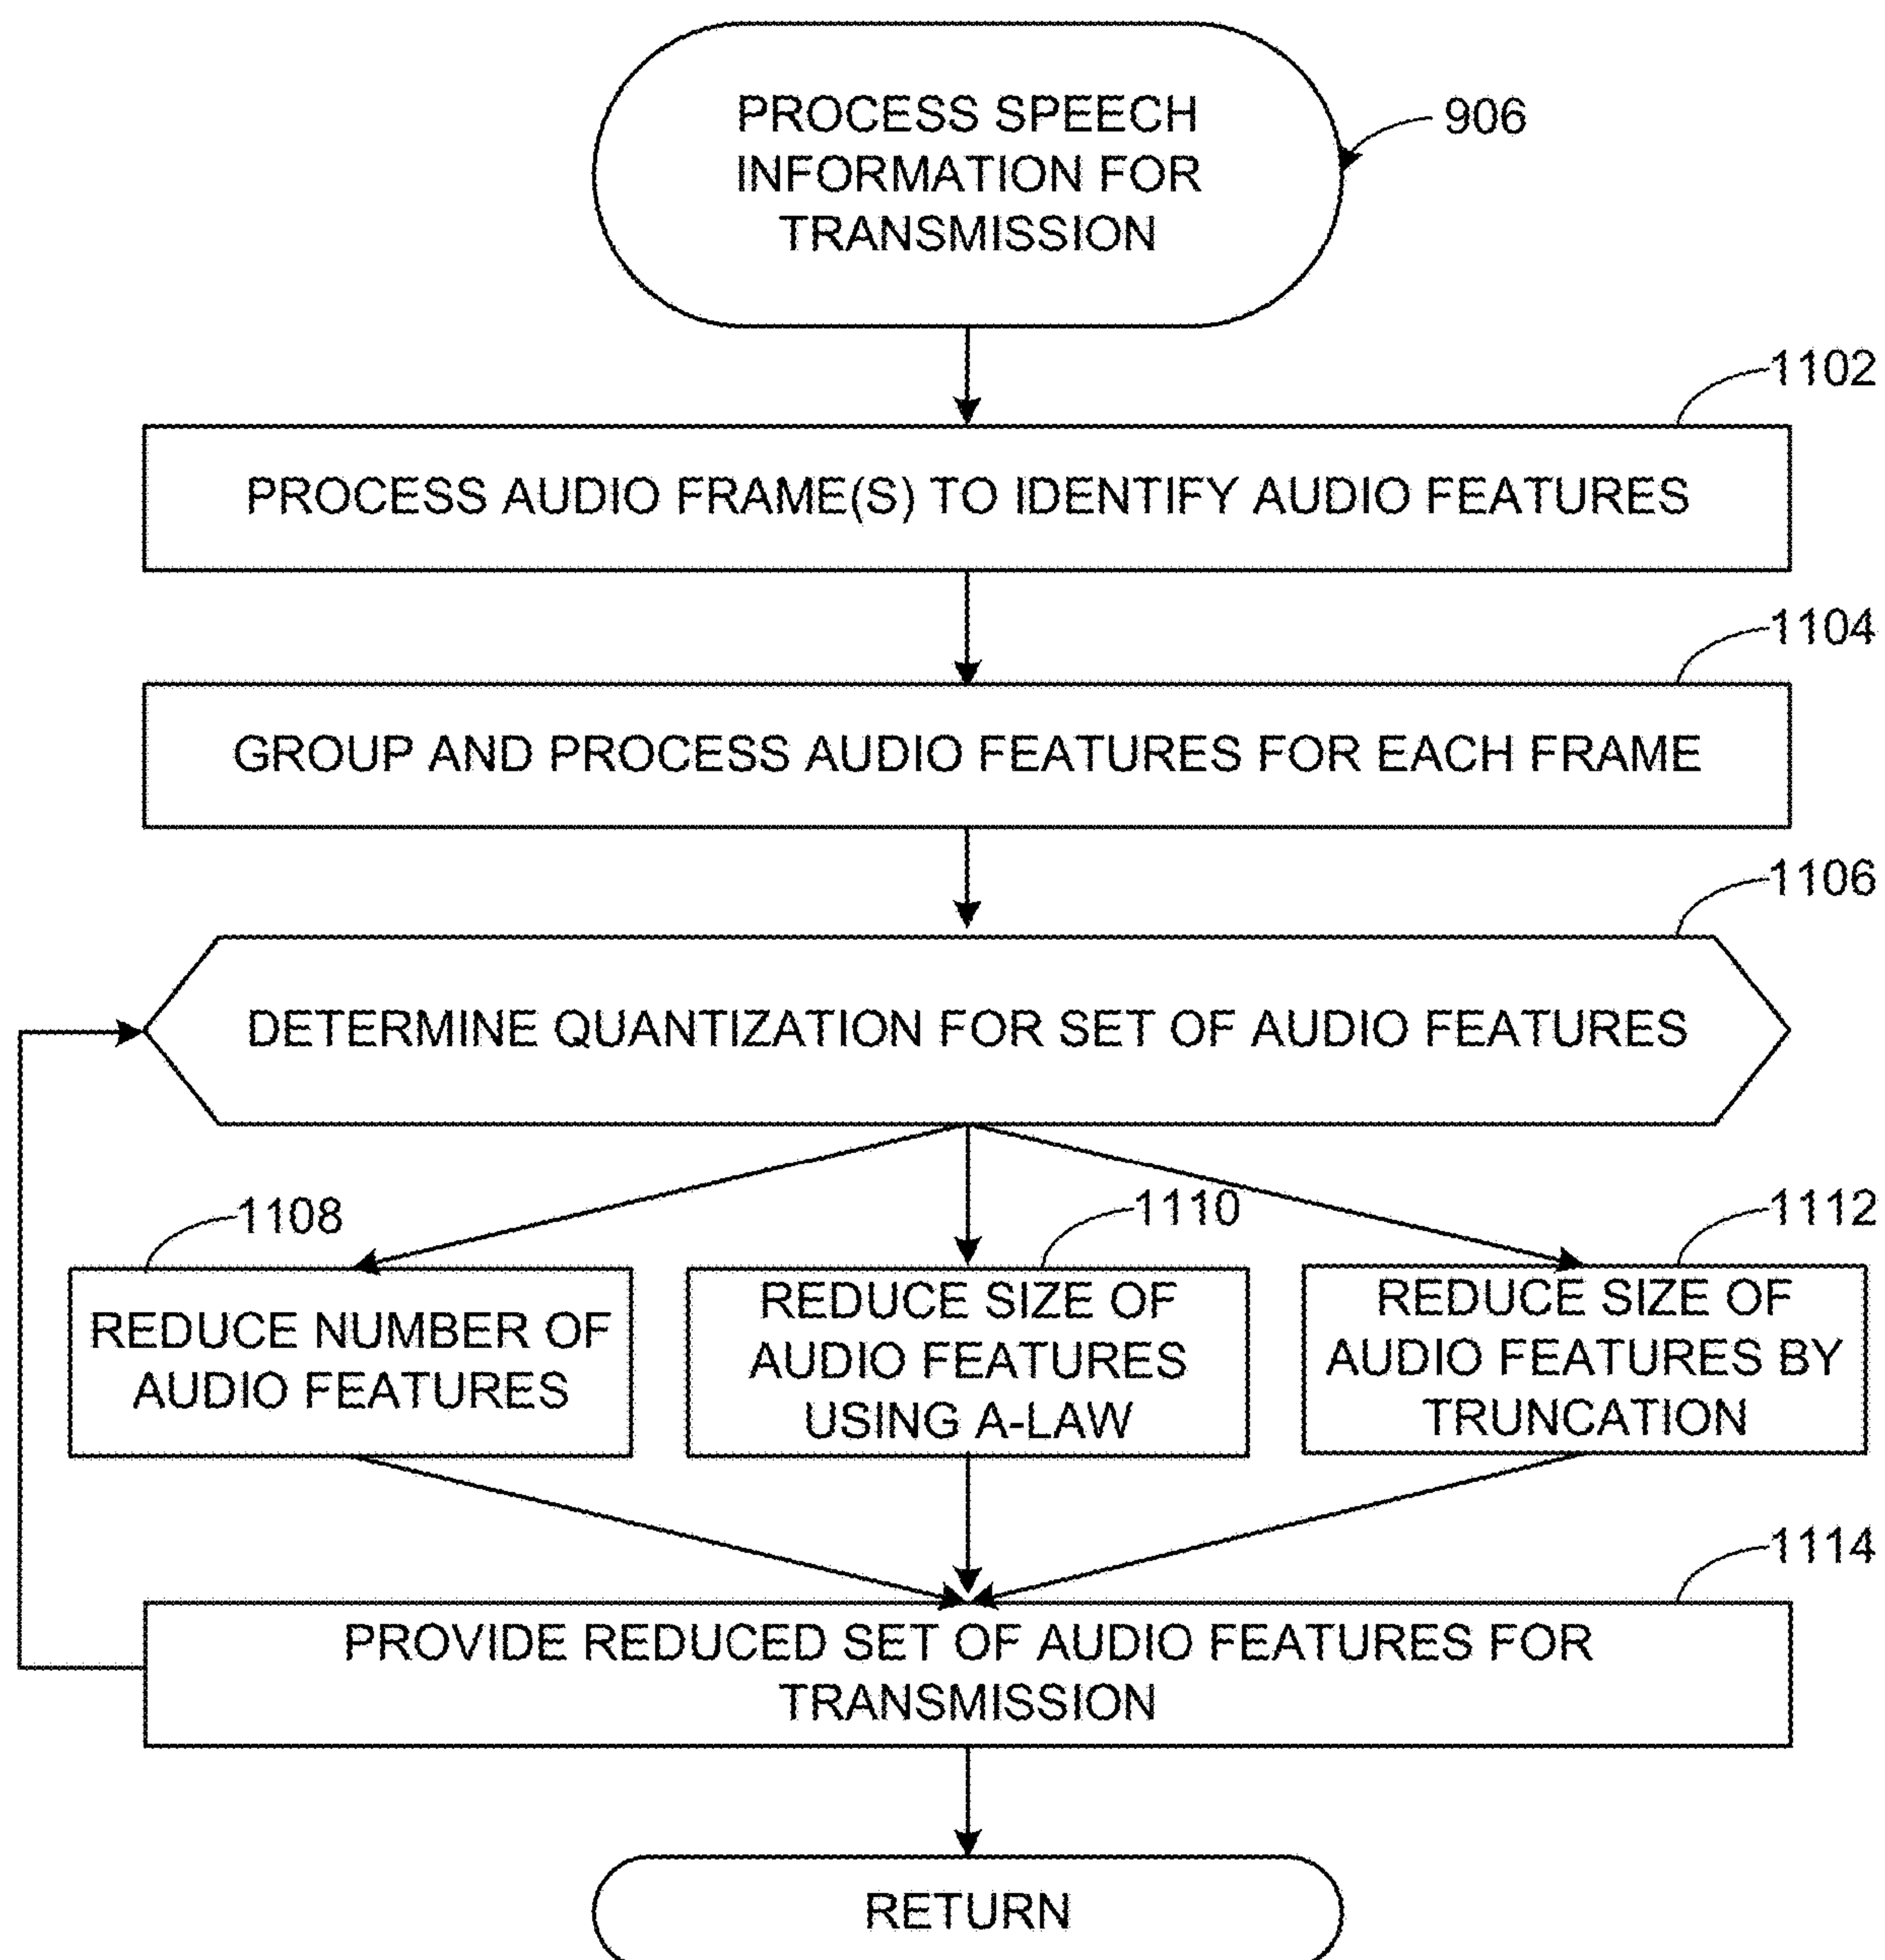 PROCESS SPEECH
INFORMATION FOR
TRANSMISSION
906
1102
PROCESS AUDIO FRAME(S) TO IDENTIFY AUDIO FEATURES
1104
GROUP AND PROCESS AUDIO FEATURES FOR EACH FRAME
1106
DETERMINE QUANTIZATION FOR SET OF AUDIO FEATURES
1108
REDUCE NUMBER OF
AUDIO FEATURES
1110
REDUCE SIZE OF
AUDIO FEATURES
USING A-LAW
1112
REDUCE SIZE OF
AUDIO FEATURES BY
TRUNCATION
1114
PROVIDE REDUCED SET OF AUDIO FEATURES FOR
TRANSMISSION
RETURN